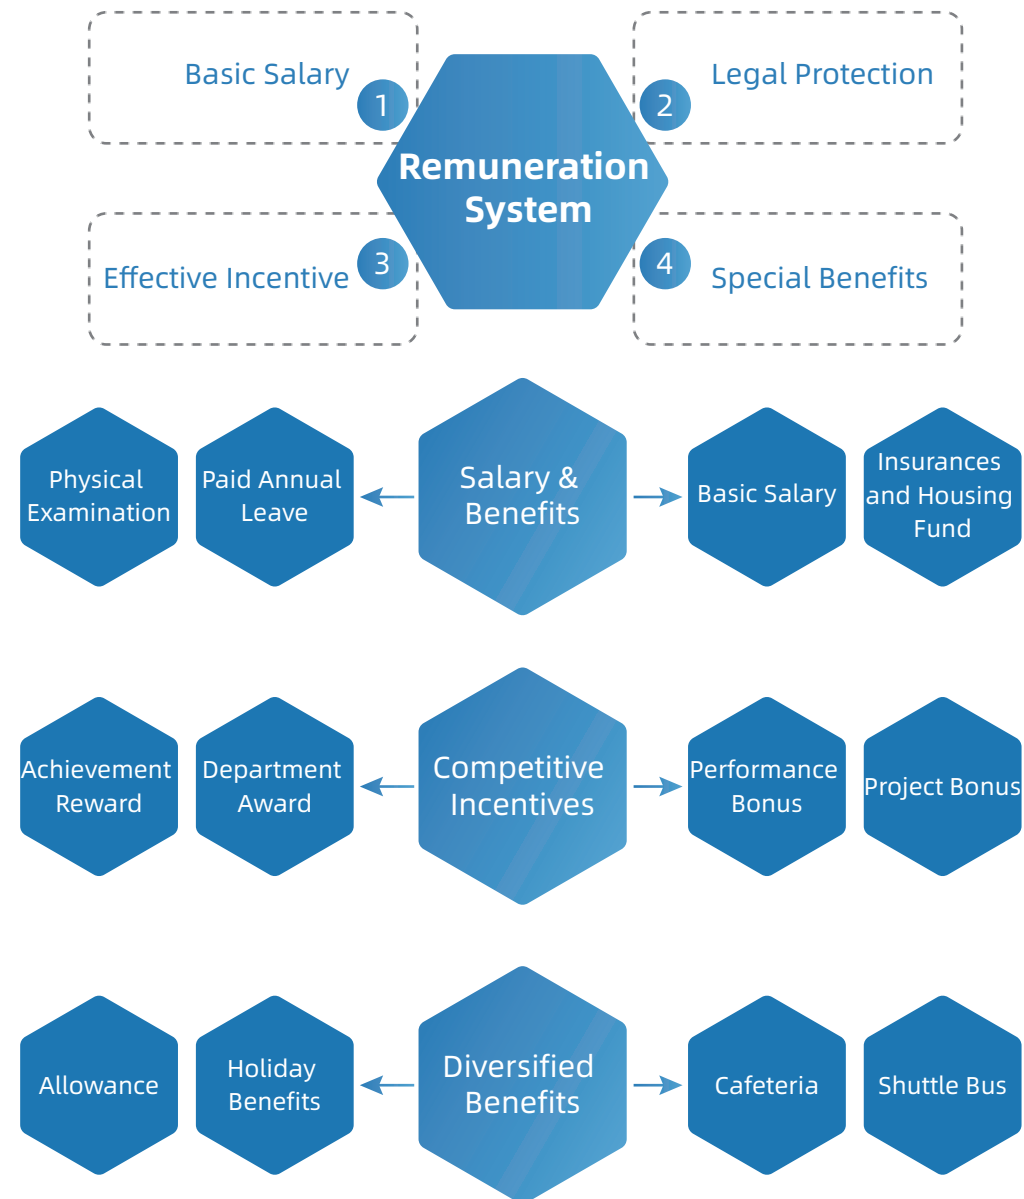 Basic Salary
1
2
Legal Protection
Remuneration
System
Effective Incentive
3
4
Special Benefits
Physical
Examination
Paid Annual
Leave
Salary &
Benefits
Basic Salary
Insurances
and Housing
Fund
Achievement
Reward
Department
Award
Competitive
Incentives
Performance
Bonus
Project Bonus
Allowance
Holiday
Benefits
Diversified
Benefits
Cafeteria
Shuttle Bus